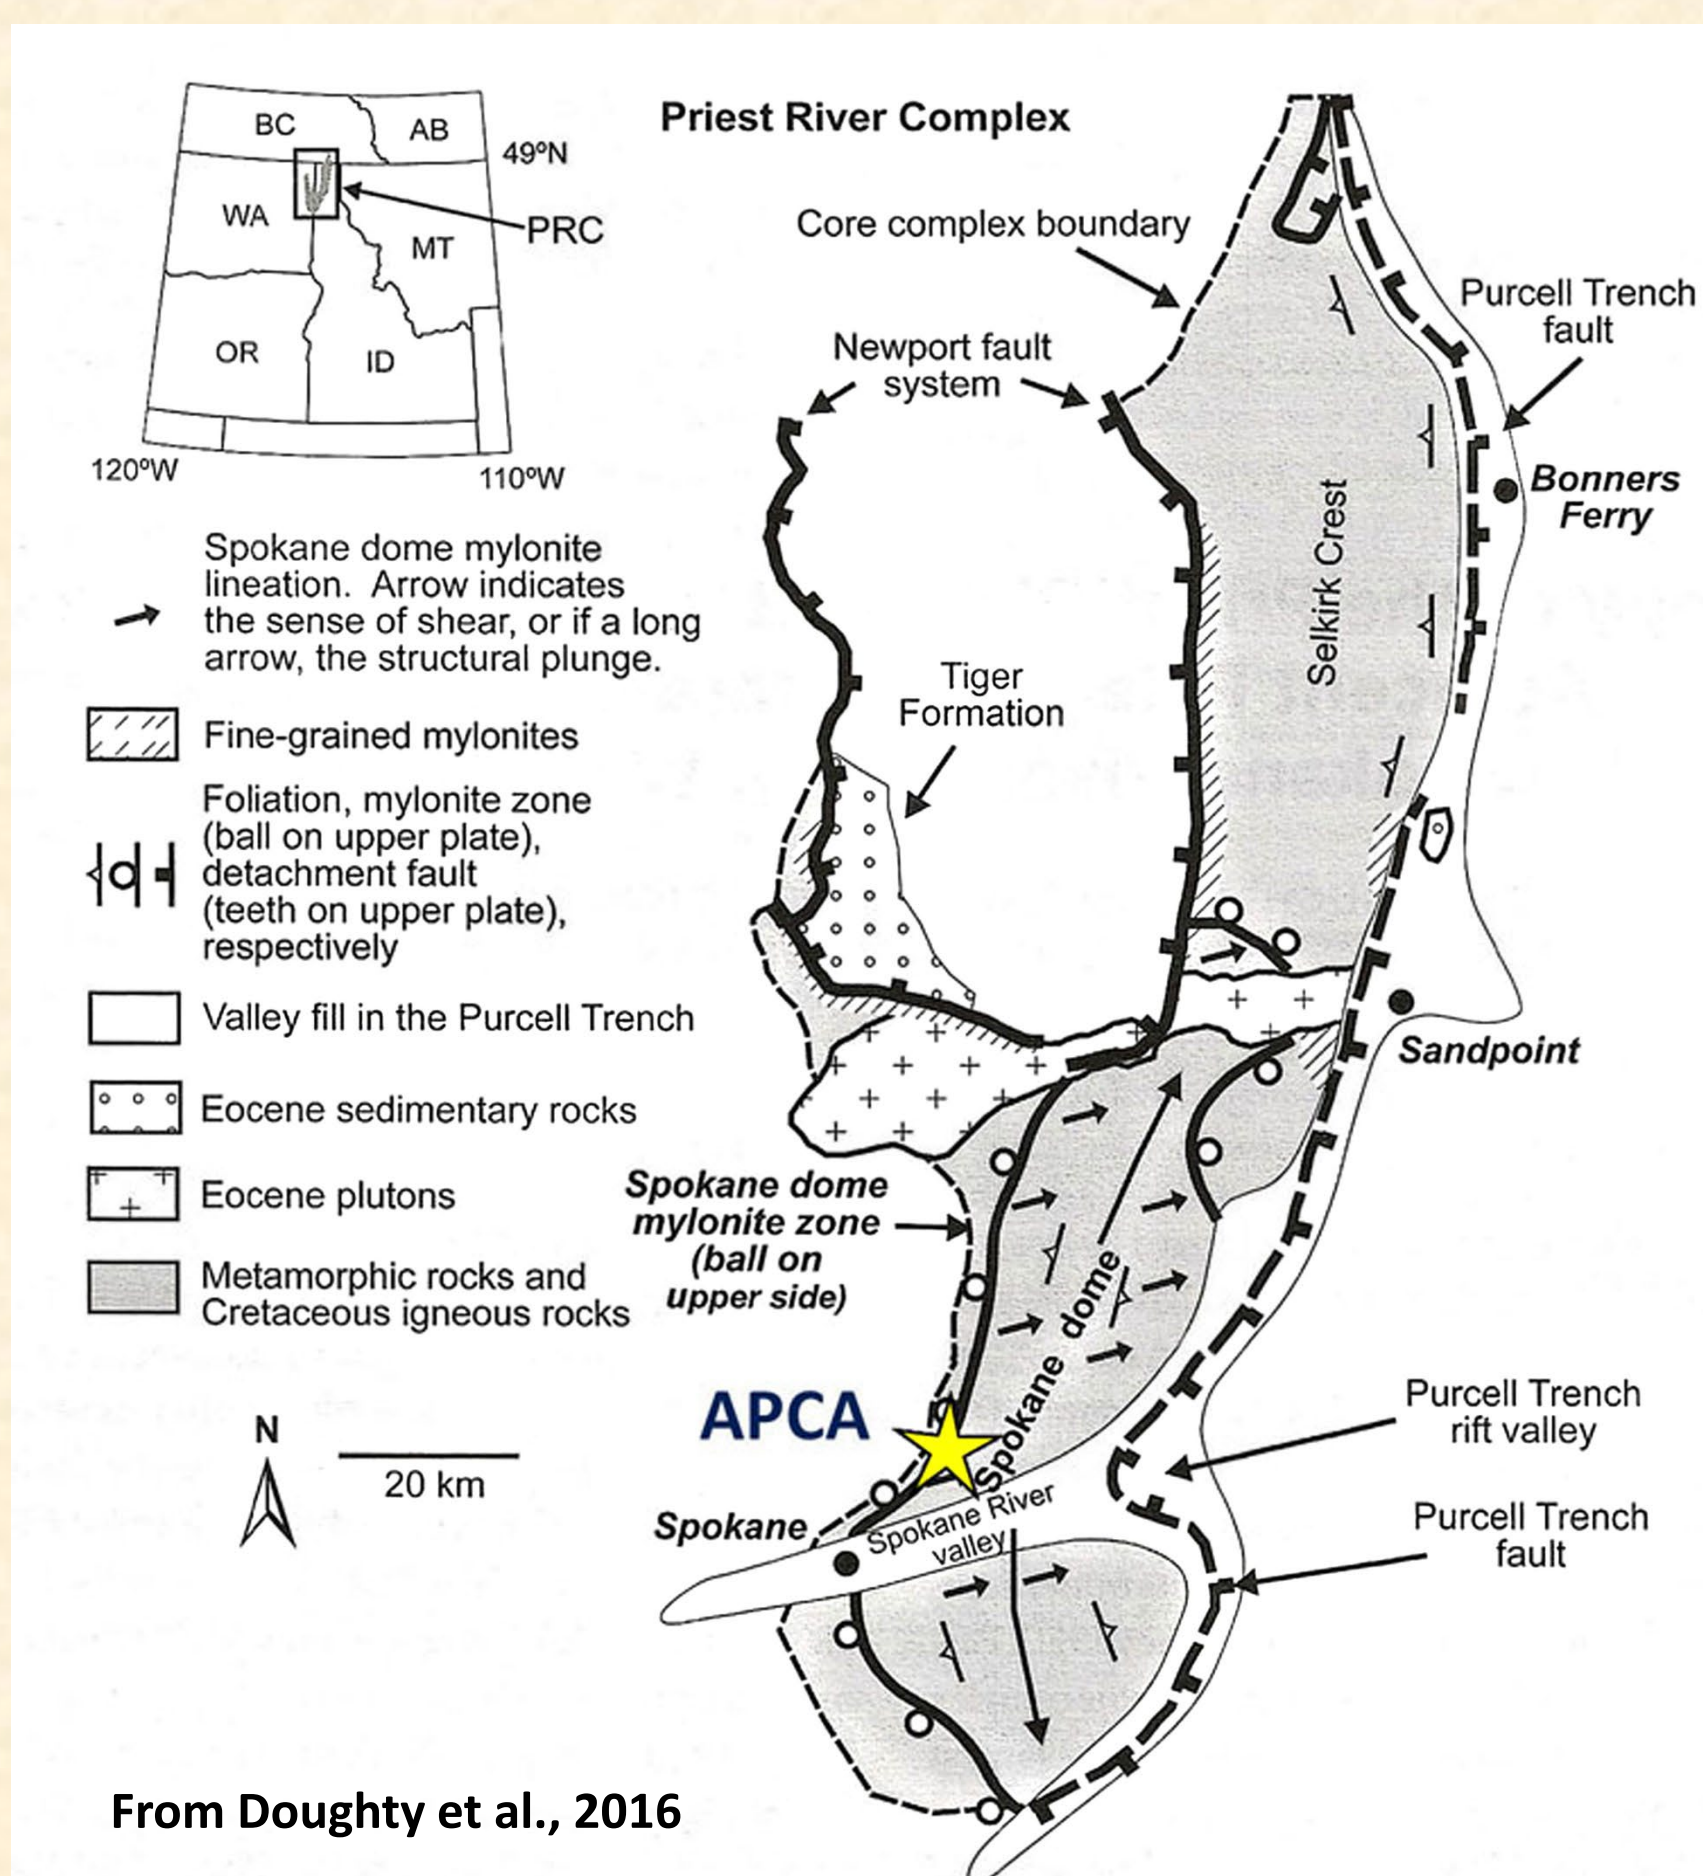 Priest River Complex
BC
AB
49ºN
WA
PRC
MT
OR
ID
120ºW
110ºW
Core complex boundary
Newport fault
system
Purcell Trench
fault
Bonners
Ferry
Selkirk Crest
Tiger
Formation
Spokane dome mylonite
lineation. Arrow indicates
the sense of shear, or if a long
arrow, the structural plunge.
Fine-grained mylonites
Foliation, mylonite zone
(ball on upper plate),
detachment fault
(teeth on upper plate),
respectively
Valley fill in the Purcell Trench
Eocene sedimentary rocks
Eocene plutons
Metamorphic rocks and
Cretaceous igneous rocks
Sandpoint
Spokane dome
mylonite zone
(ball on
upper side)
Spokane dome
APCA
N
20 km
Spokane
Spokane River
valley
Purcell Trench
rift valley
Purcell Trench
fault
From Doughty et al., 2016